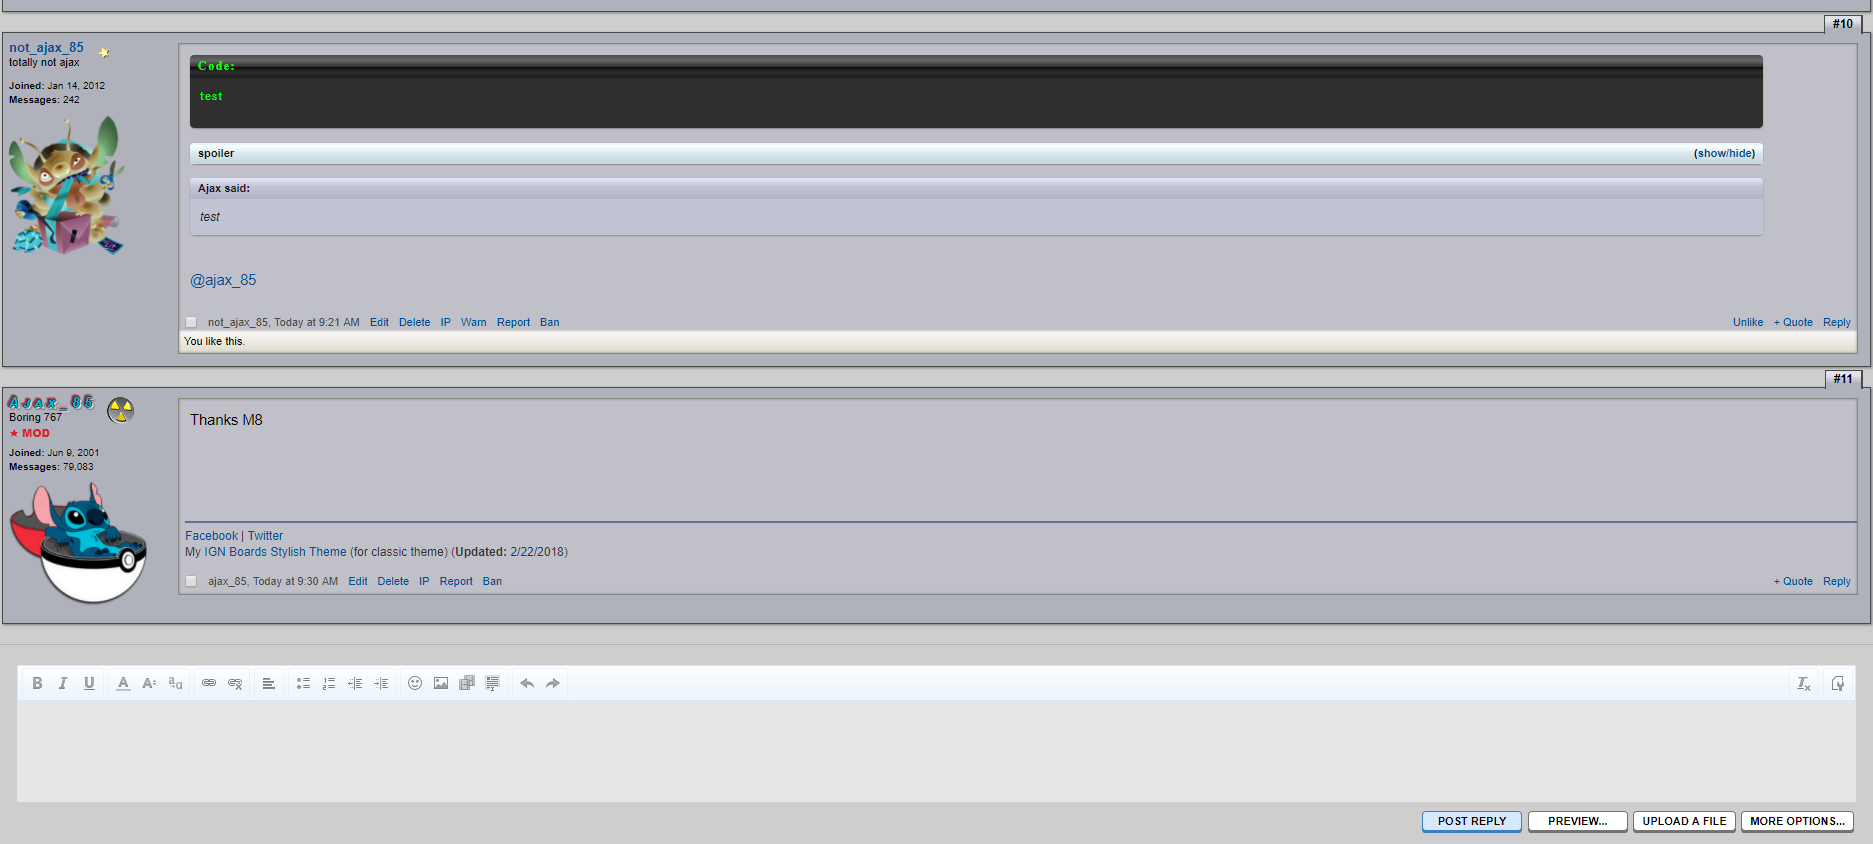 #10
not_ajax_85
totally not ajax
Joined: Jan 14, 2012
Messages: 242
Code:
test
spoiler (show/hide)
Ajax said:
test
@ajax_85
not_ajax_85, Today at 9:21 AM Edit Delete IP Warn Report Ban Unlike + Quote Reply
You like this.
#11
Ajax_85
Boring 767
★ MOD
Joined: Jun 9, 2001
Messages: 79,083
Thanks M8
Facebook | Twitter
My IGN Boards Stylish Theme (for classic theme) (Updated: 2/22/2018)
ajax_85, Today at 9:30 AM Edit Delete IP Report Ban + Quote Reply
POST REPLY PREVIEW... UPLOAD A FILE MORE OPTIONS...